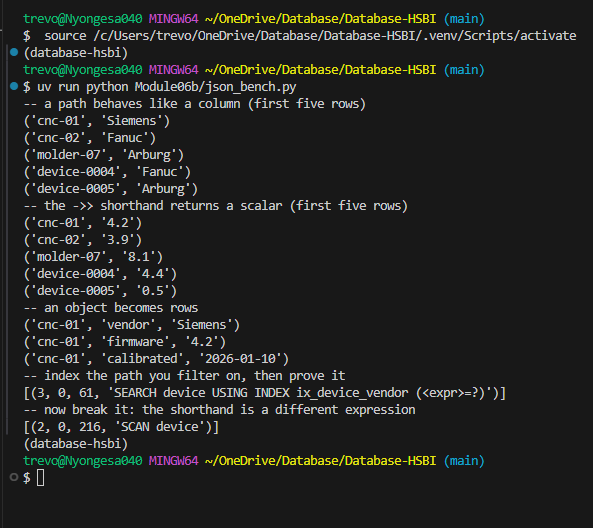 trevo@Nyongesa040 MINGW64 ~/OneDrive/Database/Database-HSBI (main)
$  source /c/Users/trevo/OneDrive/Database/Database-HSBI/.venv/Scripts/activate
(database-hsbi)
trevo@Nyongesa040 MINGW64 ~/OneDrive/Database/Database-HSBI (main)
$ uv run python Module06b/json_bench.py
-- a path behaves like a column (first five rows)
('cnc-01', 'Siemens')
('cnc-02', 'Fanuc')
('molder-07', 'Arburg')
('device-0004', 'Fanuc')
('device-0005', 'Arburg')
-- the ->> shorthand returns a scalar (first five rows)
('cnc-01', '4.2')
('cnc-02', '3.9')
('molder-07', '8.1')
('device-0004', '4.4')
('device-0005', '0.5')
-- an object becomes rows
('cnc-01', 'vendor', 'Siemens')
('cnc-01', 'firmware', '4.2')
('cnc-01', 'calibrated', '2026-01-10')
-- index the path you filter on, then prove it
[(3, 0, 61, 'SEARCH device USING INDEX ix_device_vendor (<expr>=?)')]
-- now break it: the shorthand is a different expression
[(2, 0, 216, 'SCAN device')]
(database-hsbi)
trevo@Nyongesa040 MINGW64 ~/OneDrive/Database/Database-HSBI (main)
$